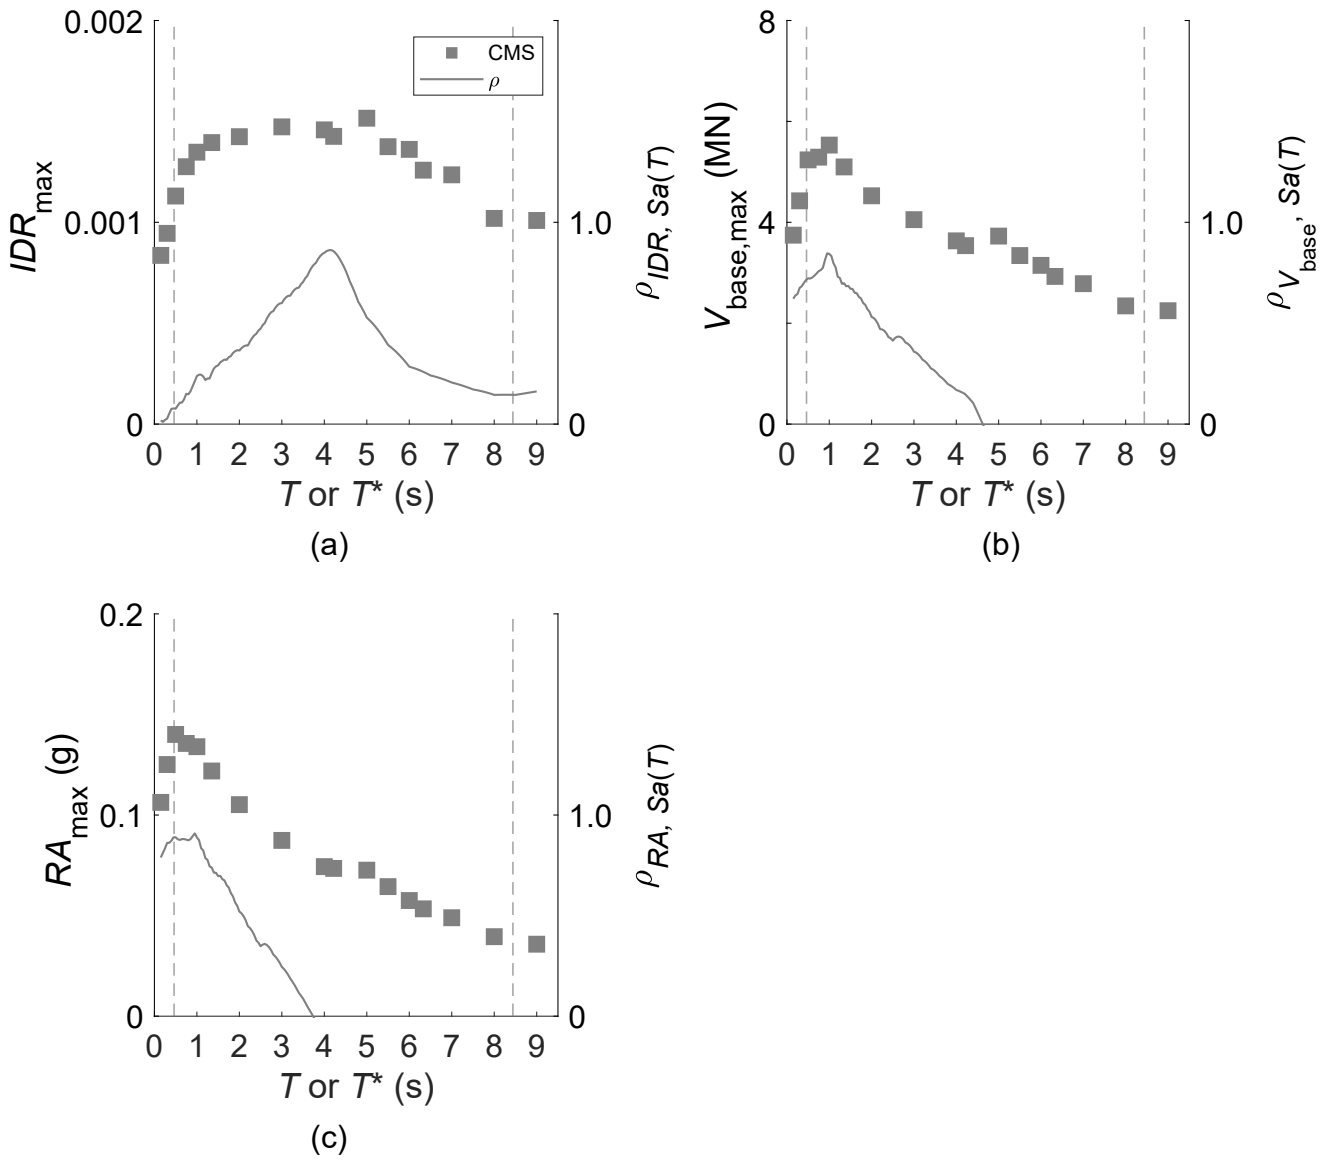 0.002
0.001
0
IDRmax
CMS
ρ
1.0
0
ρIDR, Sa(T)
0 1 2 3 4 5 6 7 8 9
T or T* (s)
(a)
8
4
0
Vbase,max (MN)
1.0
0
ρVbase, Sa(T)
0 1 2 3 4 5 6 7 8 9
T or T* (s)
(b)
0.2
0.1
0
RAmax (g)
1.0
0
ρRA, Sa(T)
0 1 2 3 4 5 6 7 8 9
T or T* (s)
(c)